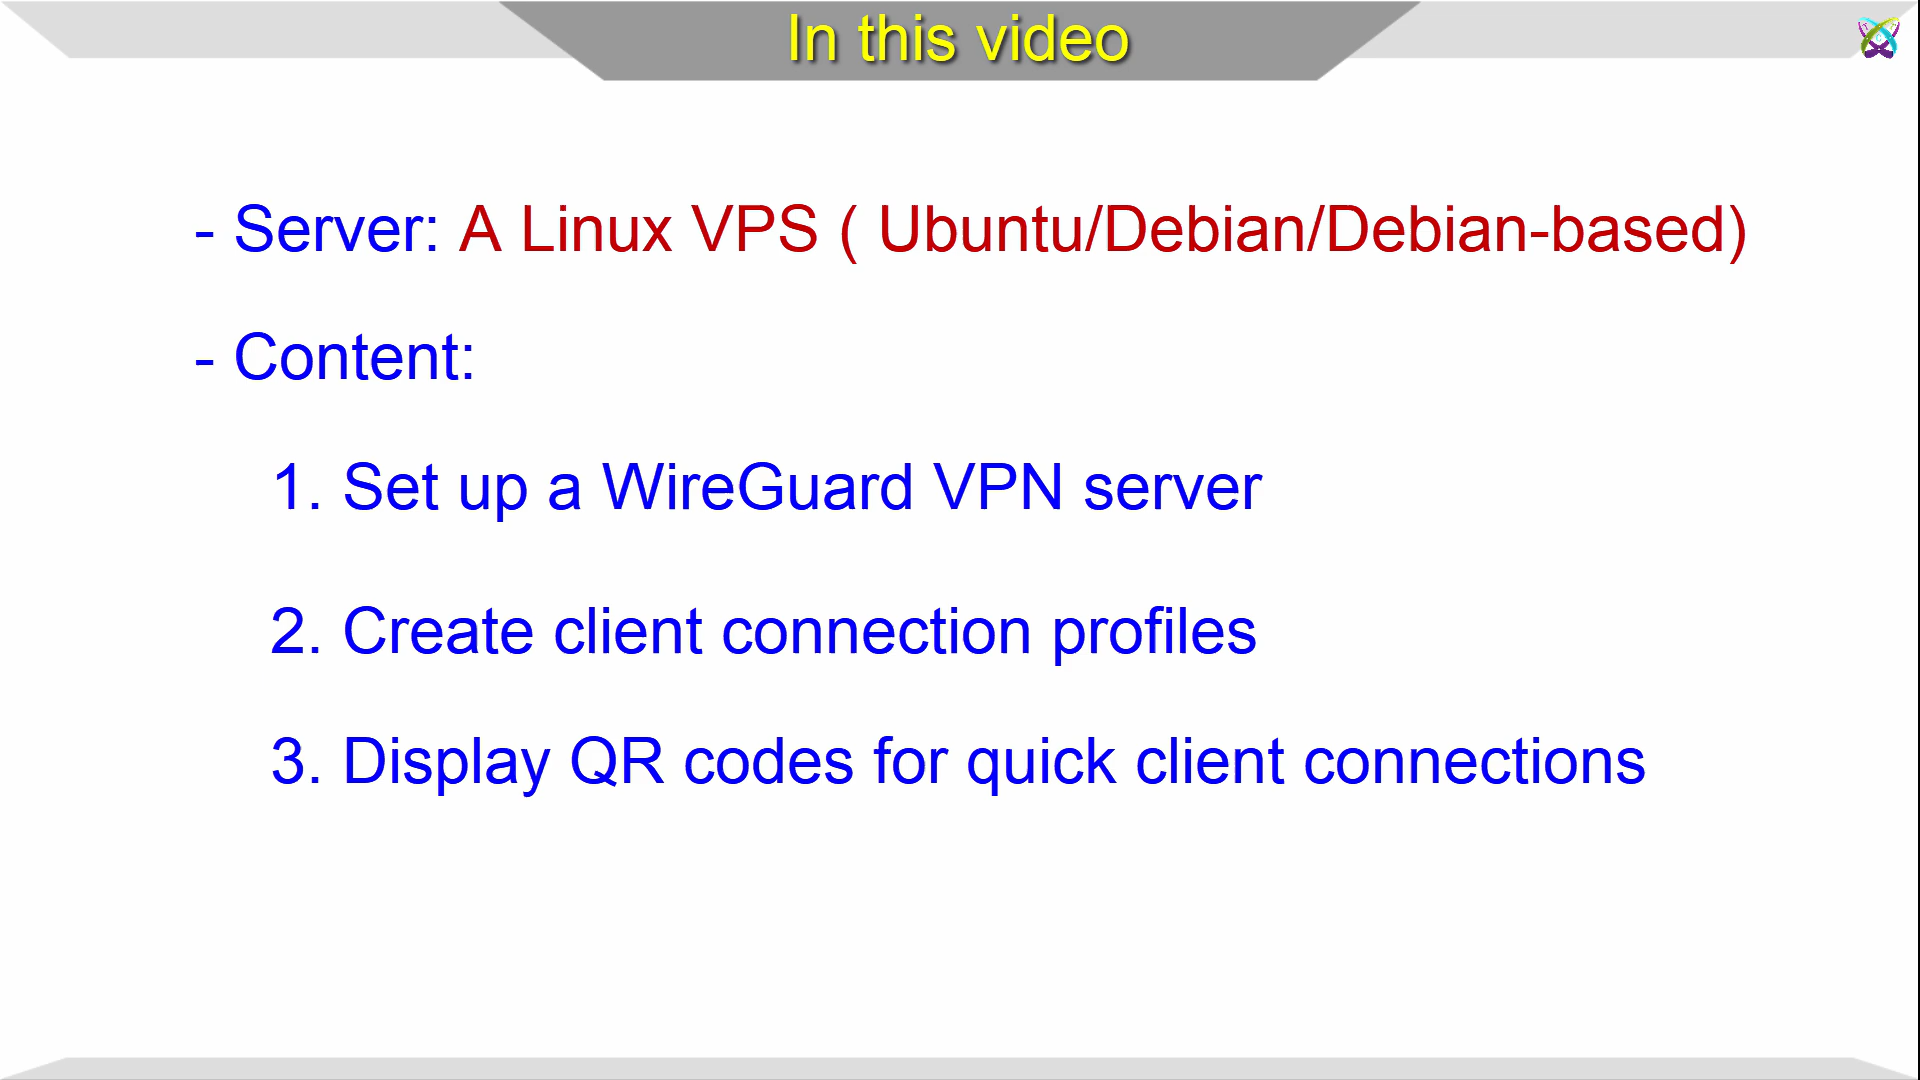 In this video
- Server: A Linux VPS ( Ubuntu/Debian/Debian-based)
- Content:
1. Set up a WireGuard VPN server
2. Create client connection profiles
3. Display QR codes for quick client connections